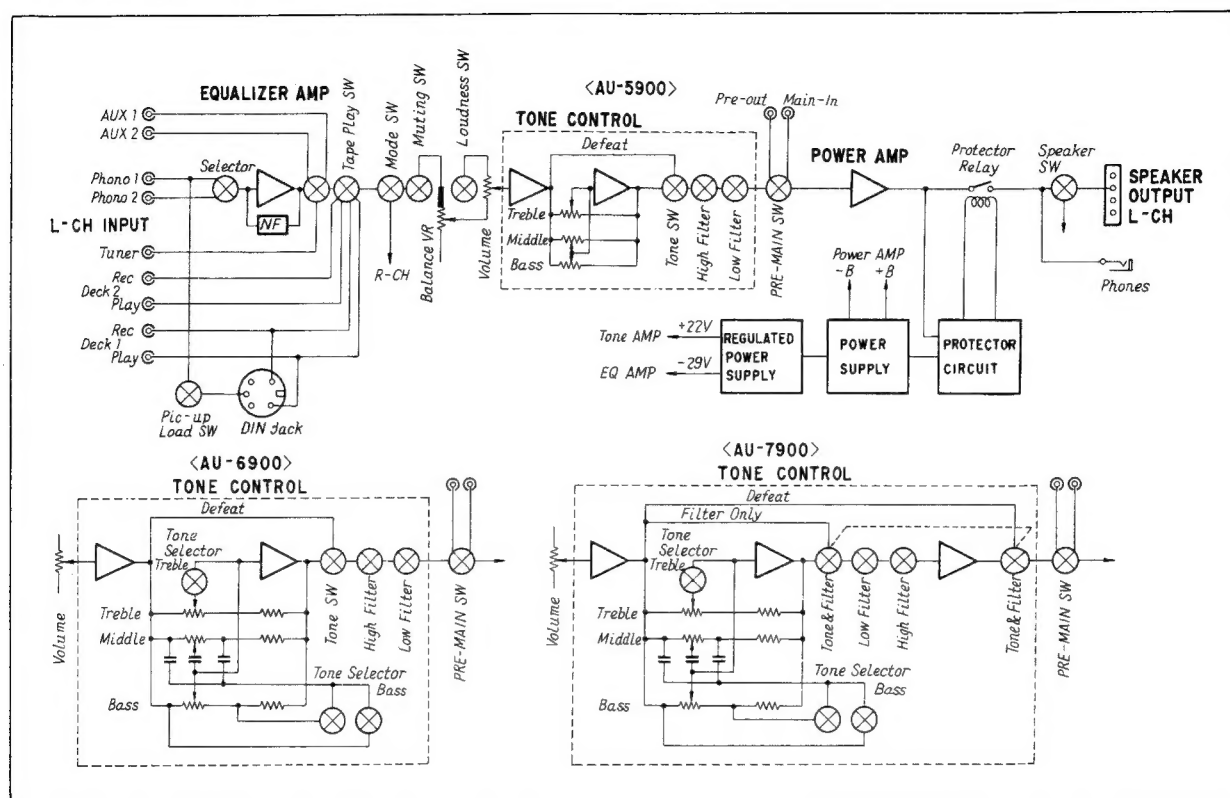 EQUALIZER AMP
AUX 1
AUX 2
Selector
Phono 1
Phono 2
NF
L-CH INPUT
Tuner
Rec
Deck 2
Play
Rec
Deck 1
Play
Pic-up
Load SW
DIN Jack
Tape Play SW
Mode SW
Muting SW
R-CH
Balance VR
Loudness SW
Volume
<AU-5900>
TONE CONTROL
Defeat
Treble
Middle
Bass
Tone SW
High Filter
Low Filter
Pre-out
Main-In
PRE-MAIN SW
POWER AMP
Protector
Relay
Speaker
SW
SPEAKER
OUTPUT
L-CH
Phones
Power AMP
-B
+B
Tone AMP
+22V
EQ AMP
-29V
REGULATED
POWER
SUPPLY
POWER
SUPPLY
PROTECTOR
CIRCUIT
<AU-6900>
TONE CONTROL
Defeat
Tone
Selector
Treble
Volume
Treble
Middle
Tone Selector
Bass
Bass
Tone SW
High Filter
Low Filter
PRE-MAIN SW
<AU-7900>
TONE CONTROL
Defeat
Filter Only
Tone
Selector
Treble
Volume
Treble
Middle
Tone Selector
Bass
Bass
Tone&Filter
Low Filter
High Filter
Tone&Filter
PRE-MAIN SW